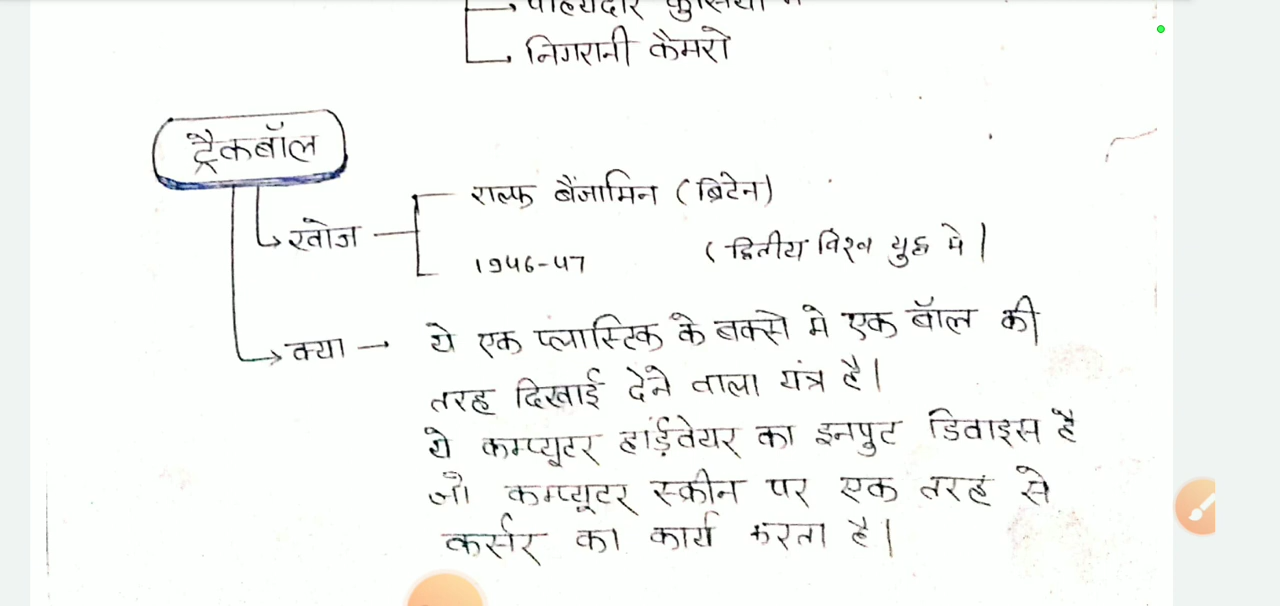 पहियेदार कुर्सियों में
निगरानी कैमरो
ट्रैकबॉल
खोज
राल्फ बैंजामिन (ब्रिटेन)
1946-47 (द्वितीय विश्व युद्ध मे|
क्या → ये एक प्लास्टिक के बक्से मे एक बॉल की
तरह दिखाई देने वाला यंत्र है।
ये कम्प्यूटर हार्ड़वेयर का इनपुट डिवाइस है
जो कम्प्यूटर स्क्रीन पर एक तरह से
कर्सर का कार्य करता है।